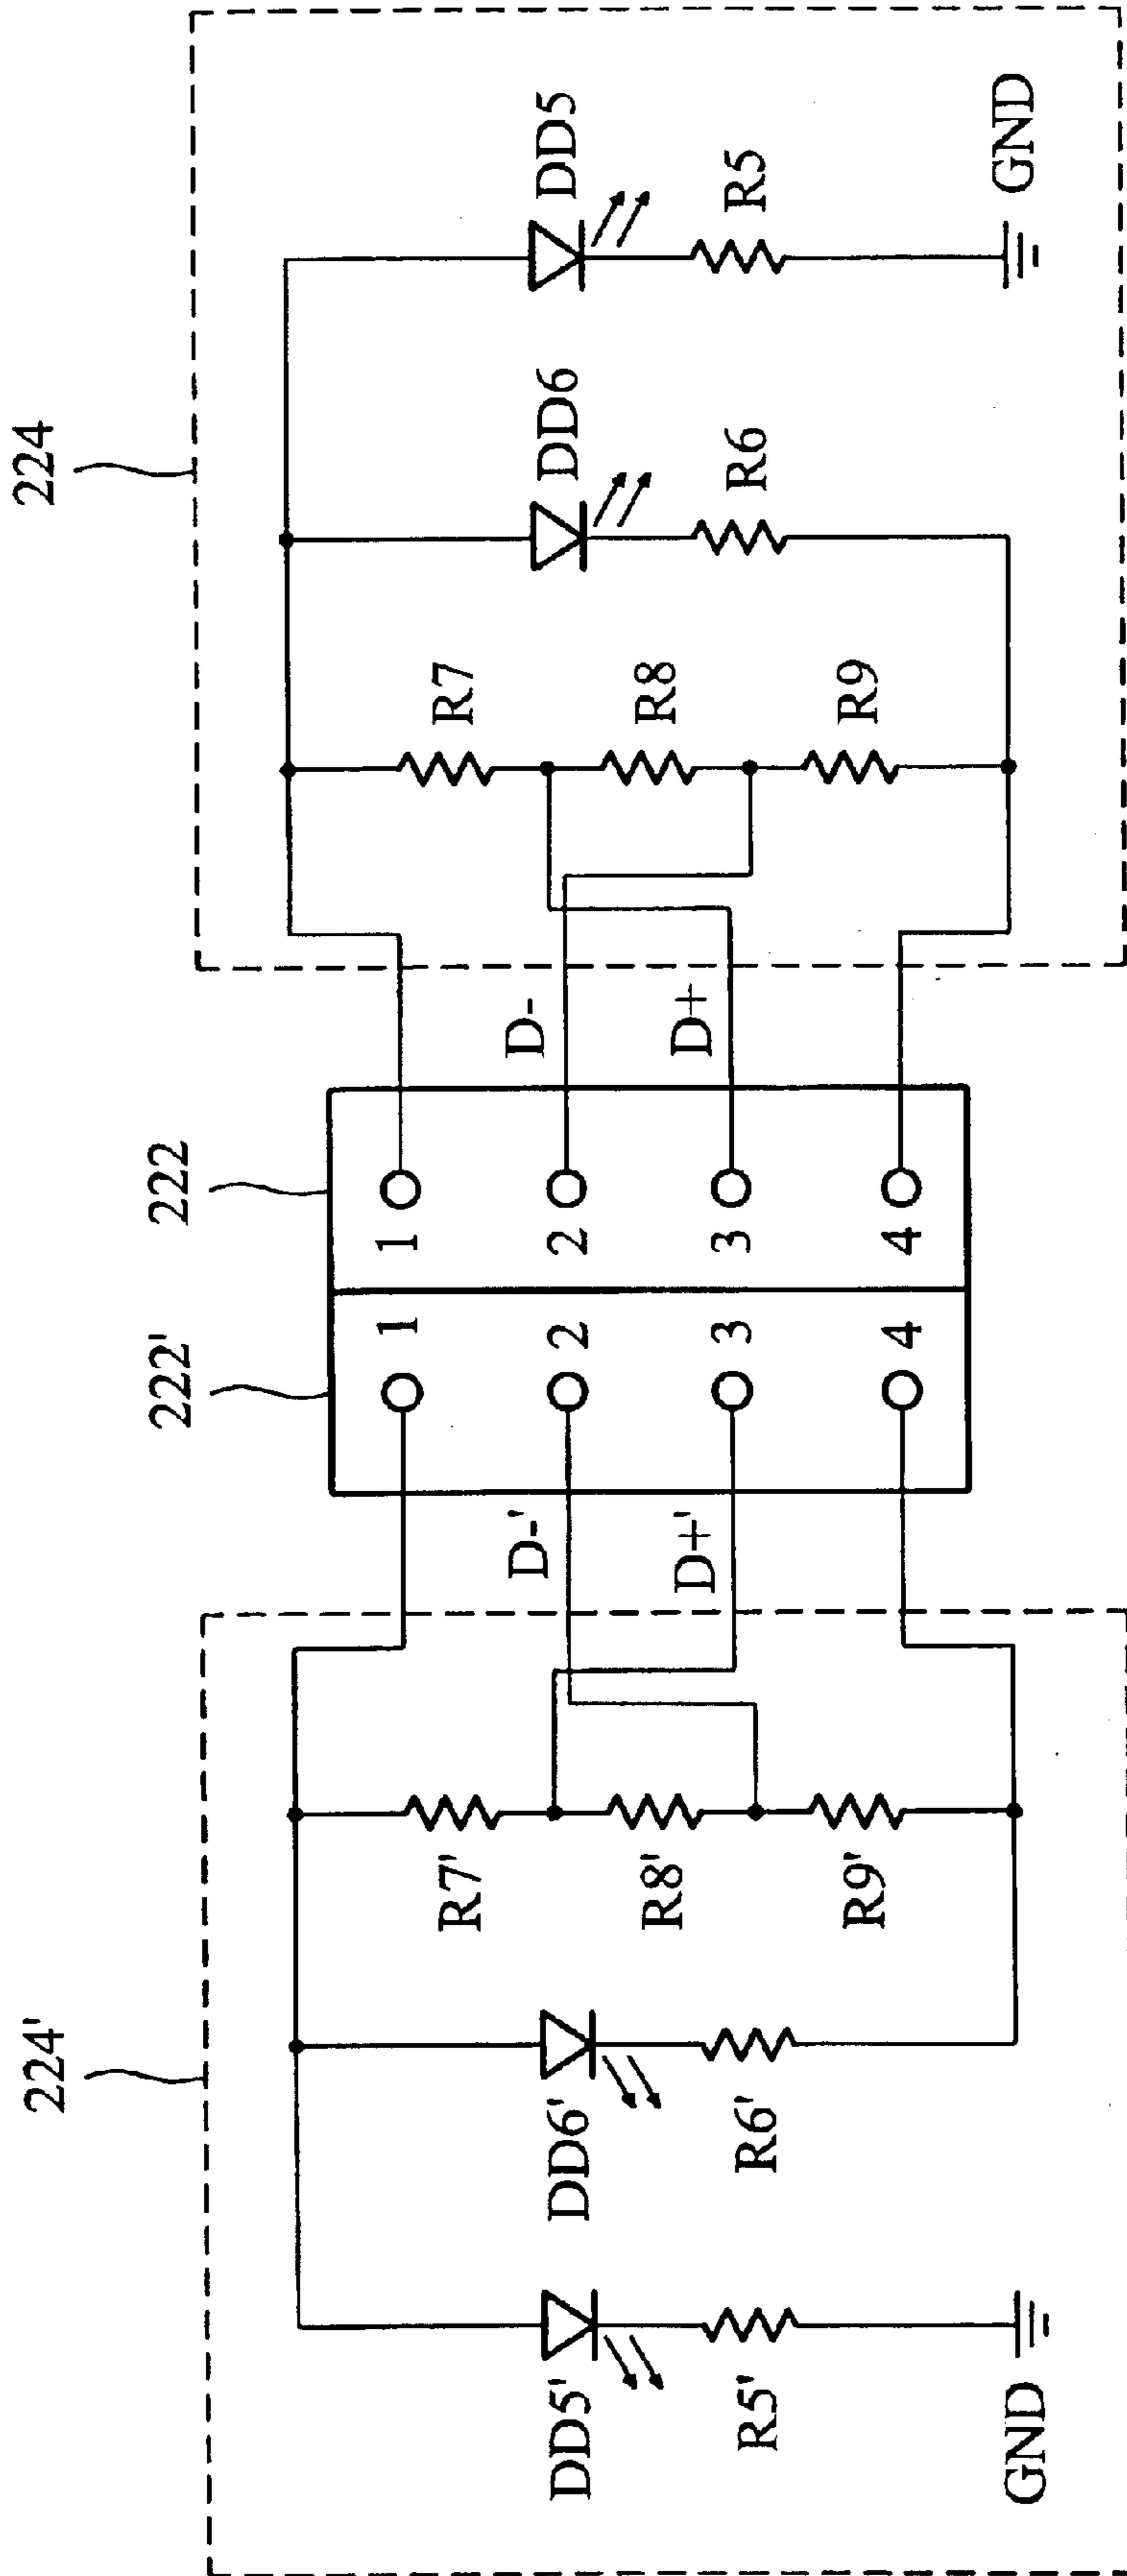 224'
224
222'
222
1
1
R7'
R7
D-'
D-
DD5'
DD6'
2
2
DD6
DD5
R8'
R8
D+'
D+
3
3
R5'
R6'
R6
R5
R9'
R9
4
4
GND
GND